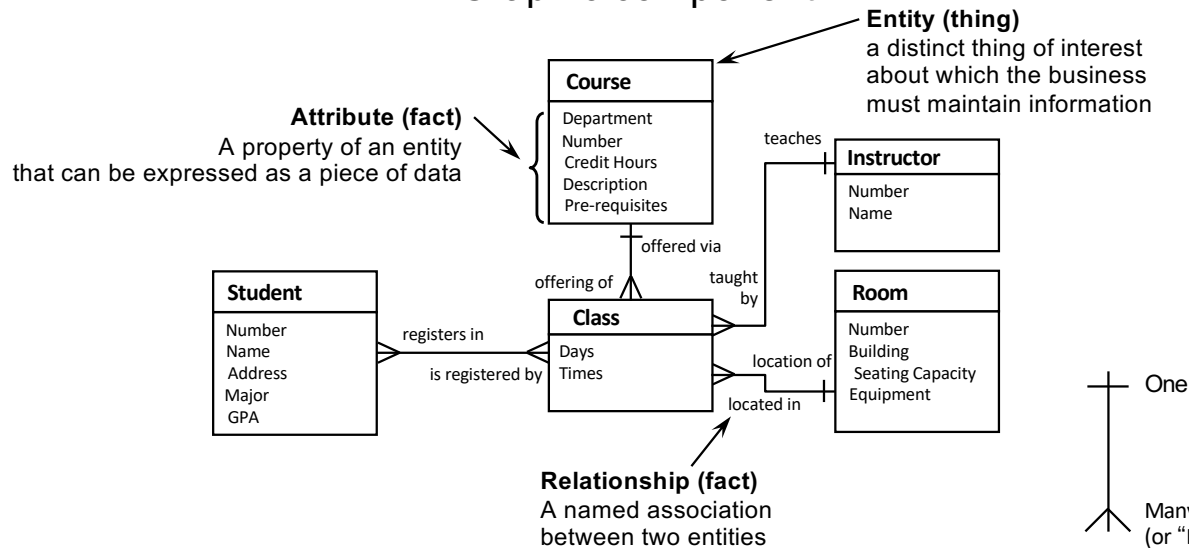 Entity (thing)
a distinct thing of interest
about which the business
must maintain information
Course
Department
Number
Credit Hours
Description
Pre-requisites
Attribute (fact)
A property of an entity
that can be expressed as a piece of data
teaches
Instructor
Number
Name
offered via
offering of
taught
by
Student
Number
Name
Address
Major
GPA
registers in
is registered by
Class
Days
Times
Room
Number
Building
Seating Capacity
Equipment
location of
located in
One
Many
(or “
Relationship (fact)
A named association
between two entities